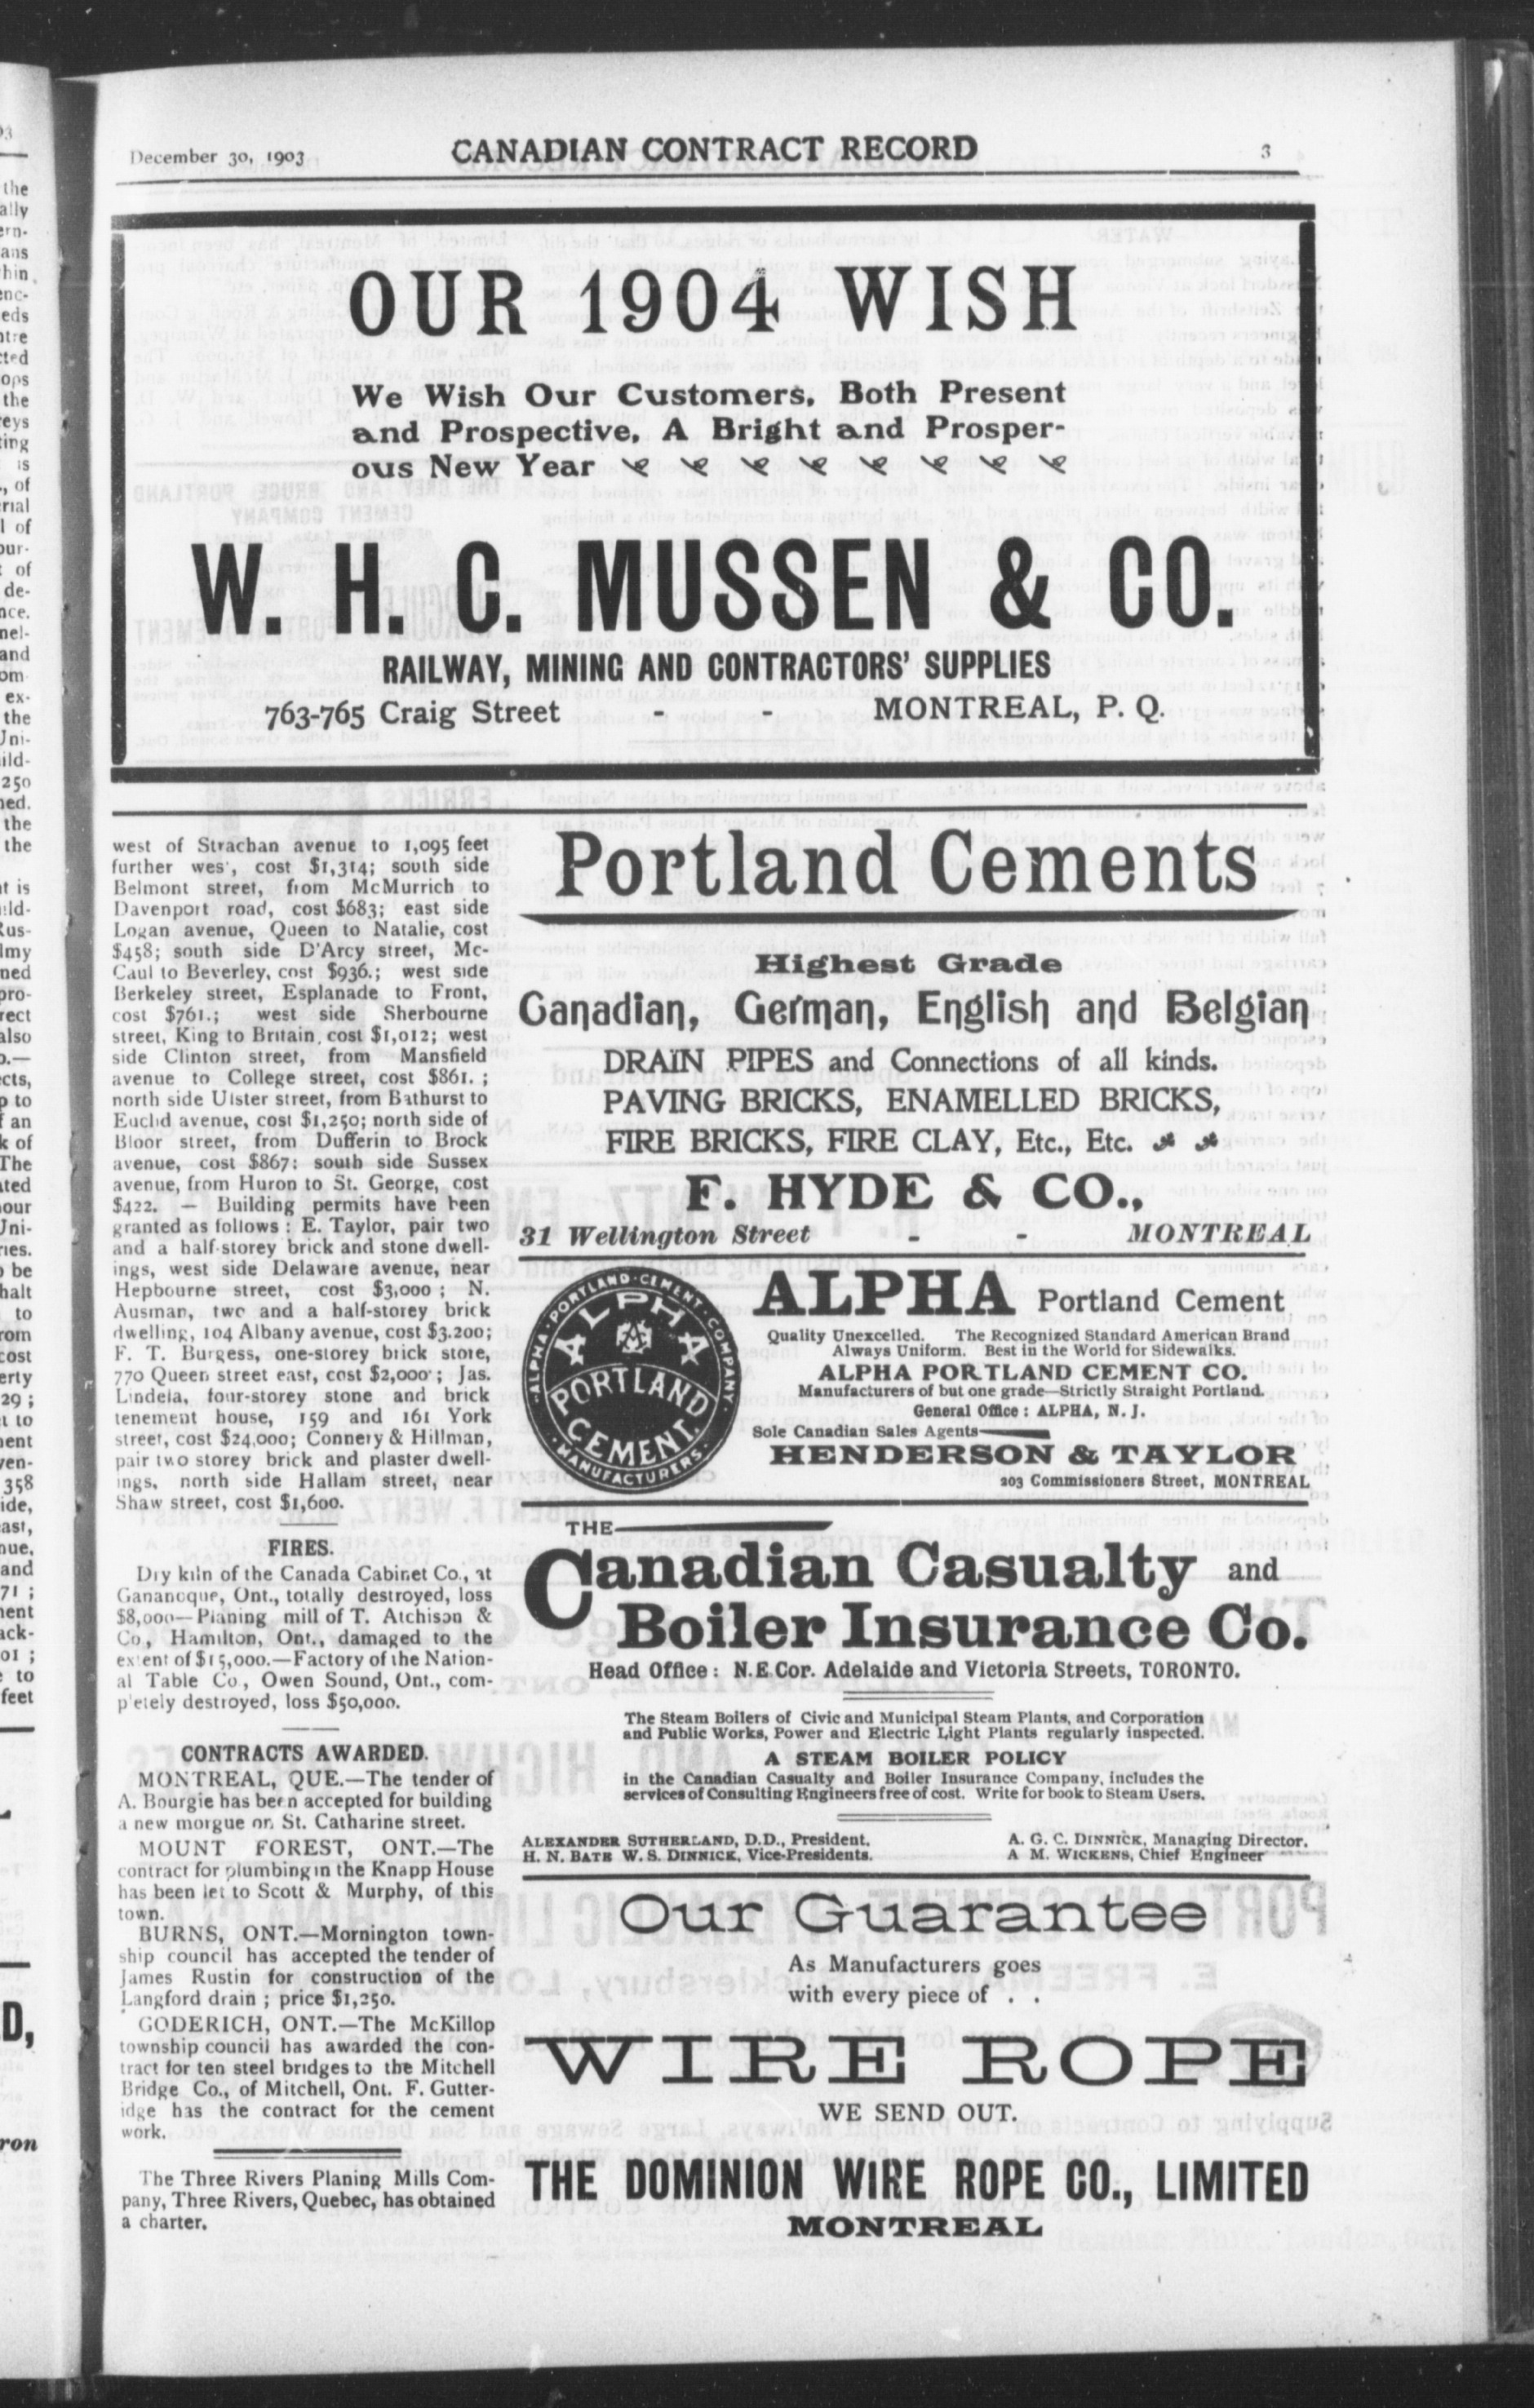 December 30, 1903
CANADIAN CONTRACT RECORD
3
OUR 1904 WISH
We Wish Our Customers, Both Present
and Prospective, A Bright and Prosper-
ous New Year
W. H. C. MUSSEN & CO.
RAILWAY, MINING AND CONTRACTORS' SUPPLIES
763-765 Craig Street - - MONTREAL, P. Q.
west of Strachan avenue to 1,095 feet
further wes', cost $1,314; south side
Belmont street, from McMurrich to
Davenport road, cost $683; east side
Logan avenue, Queen to Natalie, cost
$458; south side D'Arcy street, Mc-
Caul to Beverley, cost $936.; west side
Berkeley street, Esplanade to Front,
cost $761.; west side Sherbourne
street, King to Britain, cost $1,012; west
side Clinton street, from Mansfield
avenue to College street, cost $861. ;
north side Ulster street, from Bathurst to
Euclid avenue, cost $1,250; north side of
Bloor street, from Dufferin to Brock
avenue, cost $867; south side Sussex
avenue, from Huron to St. George, cost
$422. — Building permits have been
granted as follows : E. Taylor, pair two
and a half-storey brick and stone dwell-
ings, west side Delaware avenue, near
Hepbourne street, cost $3,000 ; N.
Ausman, two and a half-storey brick
dwelling, 104 Albany avenue, cost $3.200;
F. T. Burgess, one-storey brick store,
770 Queen street east, cost $2,000 ; Jas.
Lindela, four-storey stone and brick
tenement house, 159 and 161 York
street, cost $24,000; Connery & Hillman,
pair two storey brick and plaster dwell-
ings, north side Hallam street, near
Shaw street, cost $1,600.
FIRES.
Dry kiln of the Canada Cabinet Co., at
Gananoque, Ont., totally destroyed, loss
$8,000—Planing mill of T. Atchison &
Co, Hamilton, Ont., damaged to the
ex'ent of $15,000.—Factory of the Nation-
al Table Co, Owen Sound, Ont., com-
p'etely destroyed, loss $50,000.
CONTRACTS AWARDED.
MONTREAL, QUE.—The tender of
A. Bourgie has been accepted for building
a new morgue on St. Catharine street.
MOUNT FOREST, ONT.—The
contract for plumbing in the Knapp House
has been let to Scott & Murphy, of this
town.
BURNS, ONT.—Mornington town-
ship council has accepted the tender of
James Rustin for construction of the
Langford drain ; price $1,250.
GODERICH, ONT.—The McKillop
township council has awarded the con-
tract for ten steel bridges to the Mitchell
Bridge Co., of Mitchell, Ont. F. Gutter-
idge has the contract for the cement
work.
The Three Rivers Planing Mills Com-
pany, Three Rivers, Quebec, has obtained
a charter.
Portland Cements
Highest Grade
Canadian, German, English and Belgian
DRAIN PIPES and Connections of all kinds.
PAVING BRICKS, ENAMELLED BRICKS,
FIRE BRICKS, FIRE CLAY, Etc., Etc.
F. HYDE & CO.,
31 Wellington Street - - MONTREAL
ALPHA·PORTLAND·CEMENT·COMPANY·
ALPHA
PORTLAND
CEMENT.
·MANUFACTURERS·
ALPHA Portland Cement
Quality Unexcelled. The Recognized Standard American Brand
Always Uniform. Best in the World for Sidewalks.
ALPHA PORTLAND CEMENT CO.
Manufacturers of but one grade—Strictly Straight Portland.
General Office : ALPHA, N. J.
Sole Canadian Sales Agents
HENDERSON & TAYLOR
203 Commissioners Street, MONTREAL
THE
Canadian Casualty and
Boiler Insurance Co.
Head Office : N.E.Cor. Adelaide and Victoria Streets, TORONTO.
The Steam Boilers of Civic and Municipal Steam Plants, and Corporation
and Public Works, Power and Electric Light Plants regularly inspected.
A STEAM BOILER POLICY
in the Canadian Casualty and Boiler Insurance Company, includes the
services of Consulting Engineers free of cost. Write for book to Steam Users.
ALEXANDER SUTHERLAND, D.D., President.
H. N. BATE W. S. DINNICK, Vice-Presidents.
A. G. C. DINNICK, Managing Director.
A M. WICKENS, Chief Engineer
Our Guarantee
As Manufacturers goes
with every piece of . .
WIRE ROPE
WE SEND OUT.
THE DOMINION WIRE ROPE CO., LIMITED
MONTREAL